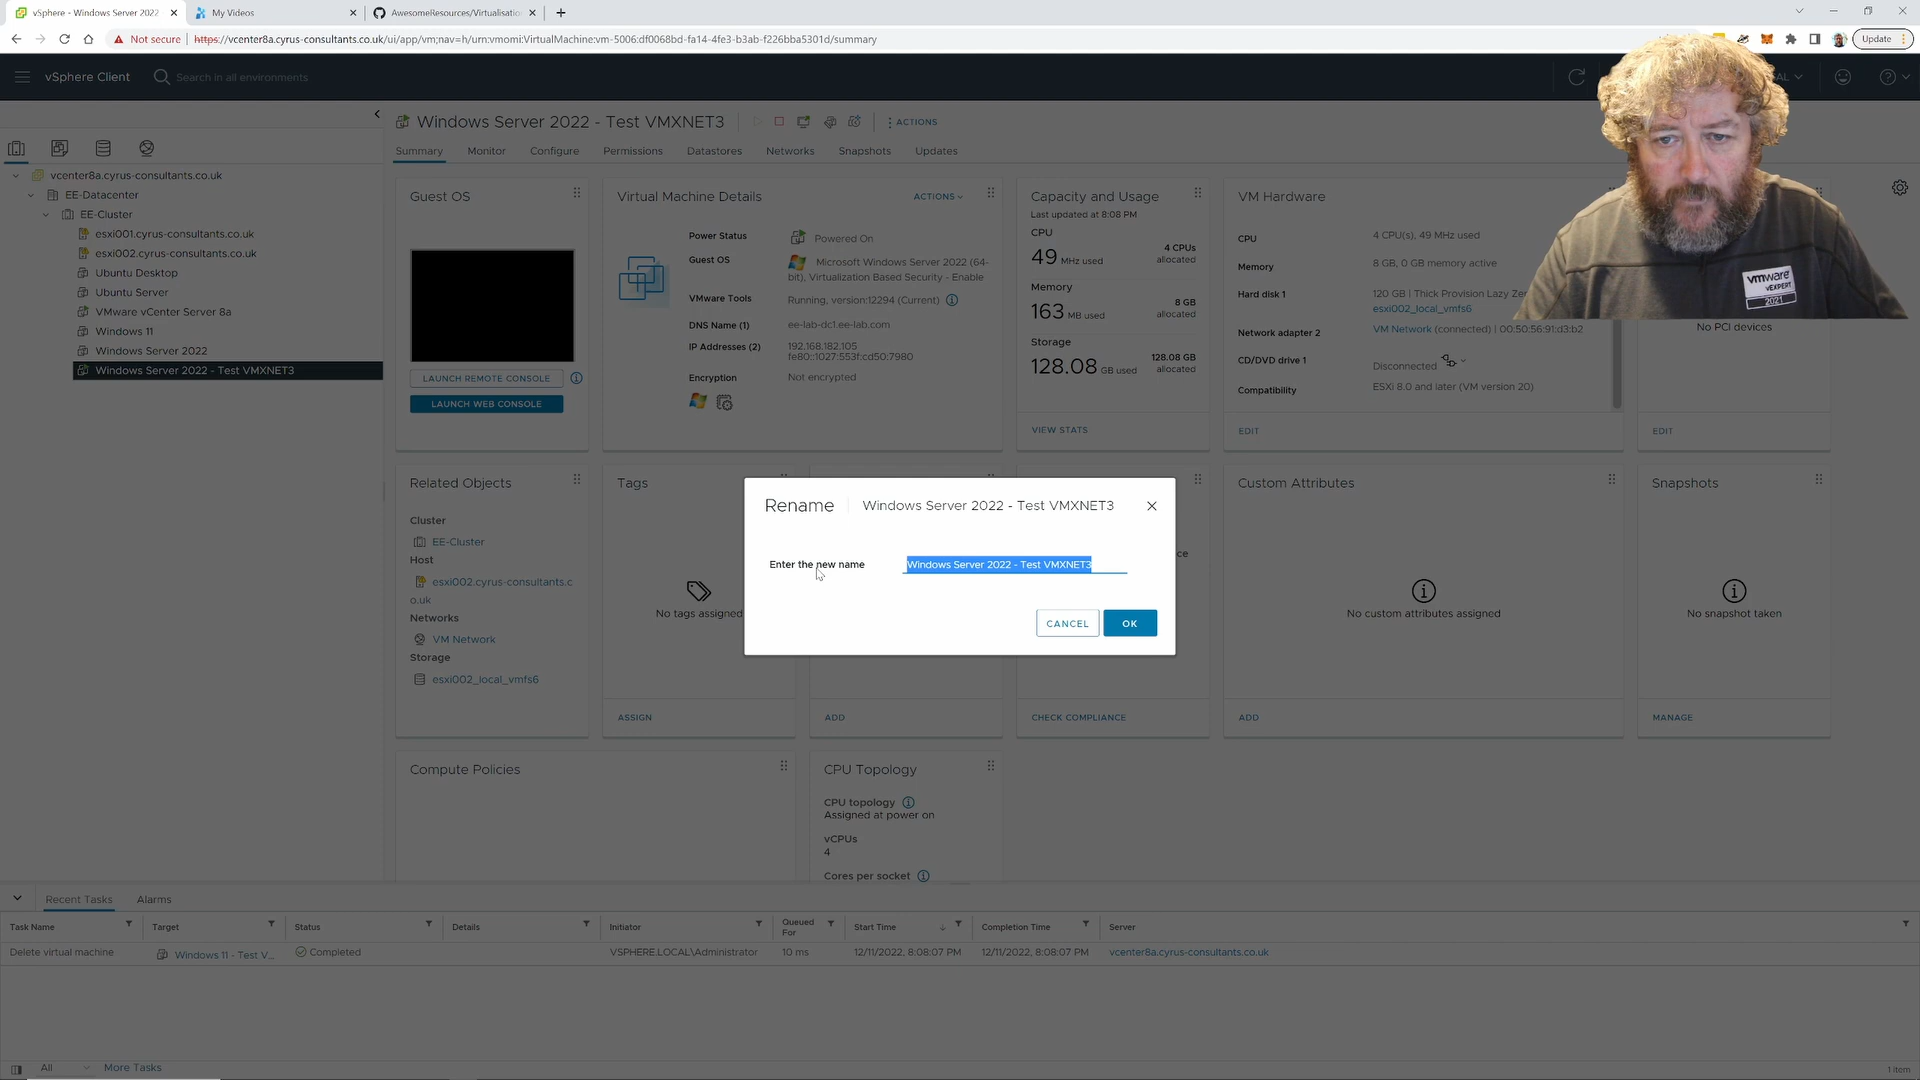 vSphere - Windows Server 2022
My Videos
AwesomeResources/Virtualisatio
Not secure
https://vcenter8a.cyrus-consultants.co.uk/ui/app/vm;nav=h/urn:vmomi:VirtualMachine:vm-5006:df0068bd-fa14-4fe3-b3ab-f226bba5301d/summary
Update
vSphere Client
Search in all environments
Windows Server 2022 - Test VMXNET3
ACTIONS
Summary
Monitor
Configure
Permissions
Datastores
Networks
Snapshots
Updates
vcenter8a.cyrus-consultants.co.uk
EE-Datacenter
EE-Cluster
esxi001.cyrus-consultants.co.uk
esxi002.cyrus-consultants.co.uk
Ubuntu Desktop
Ubuntu Server
VMware vCenter Server 8a
Windows 11
Windows Server 2022
Windows Server 2022 - Test VMXNET3
Guest OS
LAUNCH REMOTE CONSOLE
LAUNCH WEB CONSOLE
Virtual Machine Details
ACTIONS
Power Status
Powered On
Guest OS
Microsoft Windows Server 2022 (64-
bit), Virtualization Based Security - Enable
VMware Tools
Running, version:12294 (Current)
DNS Name (1)
ee-lab-dc1.ee-lab.com
IP Addresses (2)
192.168.182.105
fe80::1027:553f:cd50:7980
Encryption
Not encrypted
Capacity and Usage
Last updated at 8:08 PM
CPU
49 MHz used
4 CPUs
allocated
Memory
163 MB used
8 GB
allocated
Storage
128.08 GB used
128.08 GB
allocated
VIEW STATS
VM Hardware
CPU
4 CPU(s), 49 MHz used
Memory
8 GB, 0 GB memory active
Hard disk 1
120 GB | Thick Provision Lazy Zer
esxi002_local_vmfs6
Network adapter 2
VM Network (connected) | 00:50:56:91:d3:b2
CD/DVD drive 1
Disconnected
Compatibility
ESXi 8.0 and later (VM version 20)
EDIT
No PCI devices
EDIT
vmware
vEXPERT
2021
Related Objects
Cluster
EE-Cluster
Host
esxi002.cyrus-consultants.c
o.uk
Networks
VM Network
Storage
esxi002_local_vmfs6
Tags
No tags assigned
ASSIGN
ADD
CHECK COMPLIANCE
Rename
Windows Server 2022 - Test VMXNET3
Enter the new name
Windows Server 2022 - Test VMXNET3
CANCEL
OK
Custom Attributes
No custom attributes assigned
ADD
Snapshots
No snapshot taken
MANAGE
Compute Policies
CPU Topology
CPU topology
Assigned at power on
vCPUs
4
Cores per socket
Recent Tasks
Alarms
Task Name
Target
Status
Details
Initiator
Queued
For
Start Time
Completion Time
Server
Delete virtual machine
Windows 11 - Test V...
Completed
VSPHERE.LOCAL\Administrator
10 ms
12/11/2022, 8:08:07 PM
12/11/2022, 8:08:07 PM
vcenter8a.cyrus-consultants.co.uk
All
More Tasks
1 item